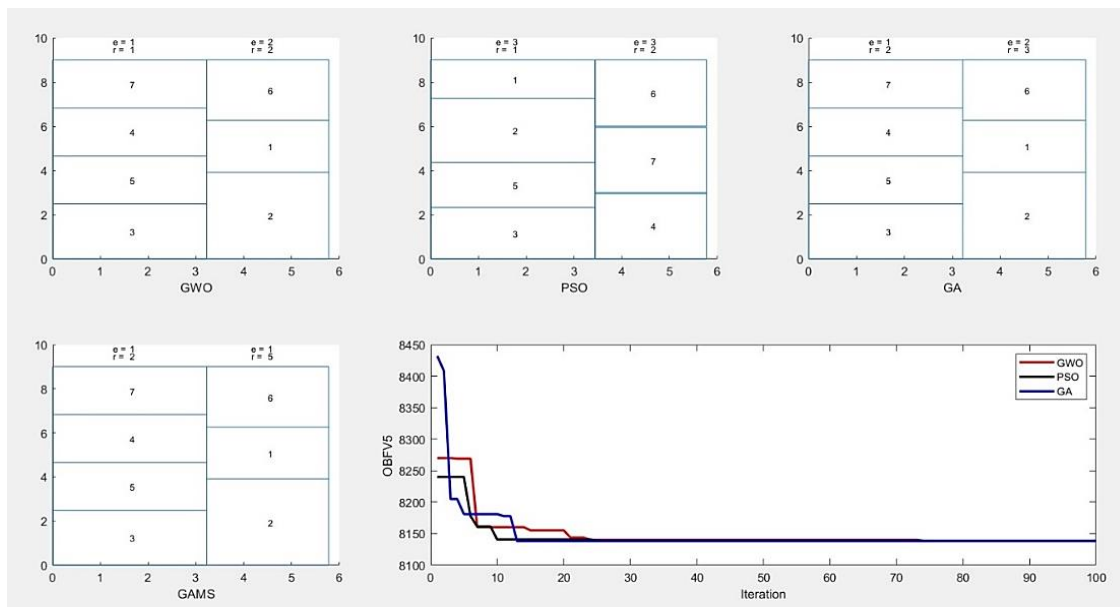 e = 1 e = 2
r = 1 r = 2
10
8
6
4
2
0
7
4
5
3
6
1
2
0 1 2 3 4 5 6
GWO
e = 3 e = 3
r = 1 r = 2
10
8
6
4
2
0
1
2
5
3
6
7
4
0 1 2 3 4 5 6
PSO
e = 1 e = 2
r = 2 r = 3
10
8
6
4
2
0
7
4
5
3
6
1
2
0 1 2 3 4 5 6
GA
e = 1 e = 1
r = 2 r = 5
10
8
6
4
2
0
7
4
5
3
6
1
2
0 1 2 3 4 5 6
GAMS
OBFV5
8450
8400
8350
8300
8250
8200
8150
8100
GWO
PSO
GA
0 10 20 30 40 50 60 70 80 90 100
Iteration